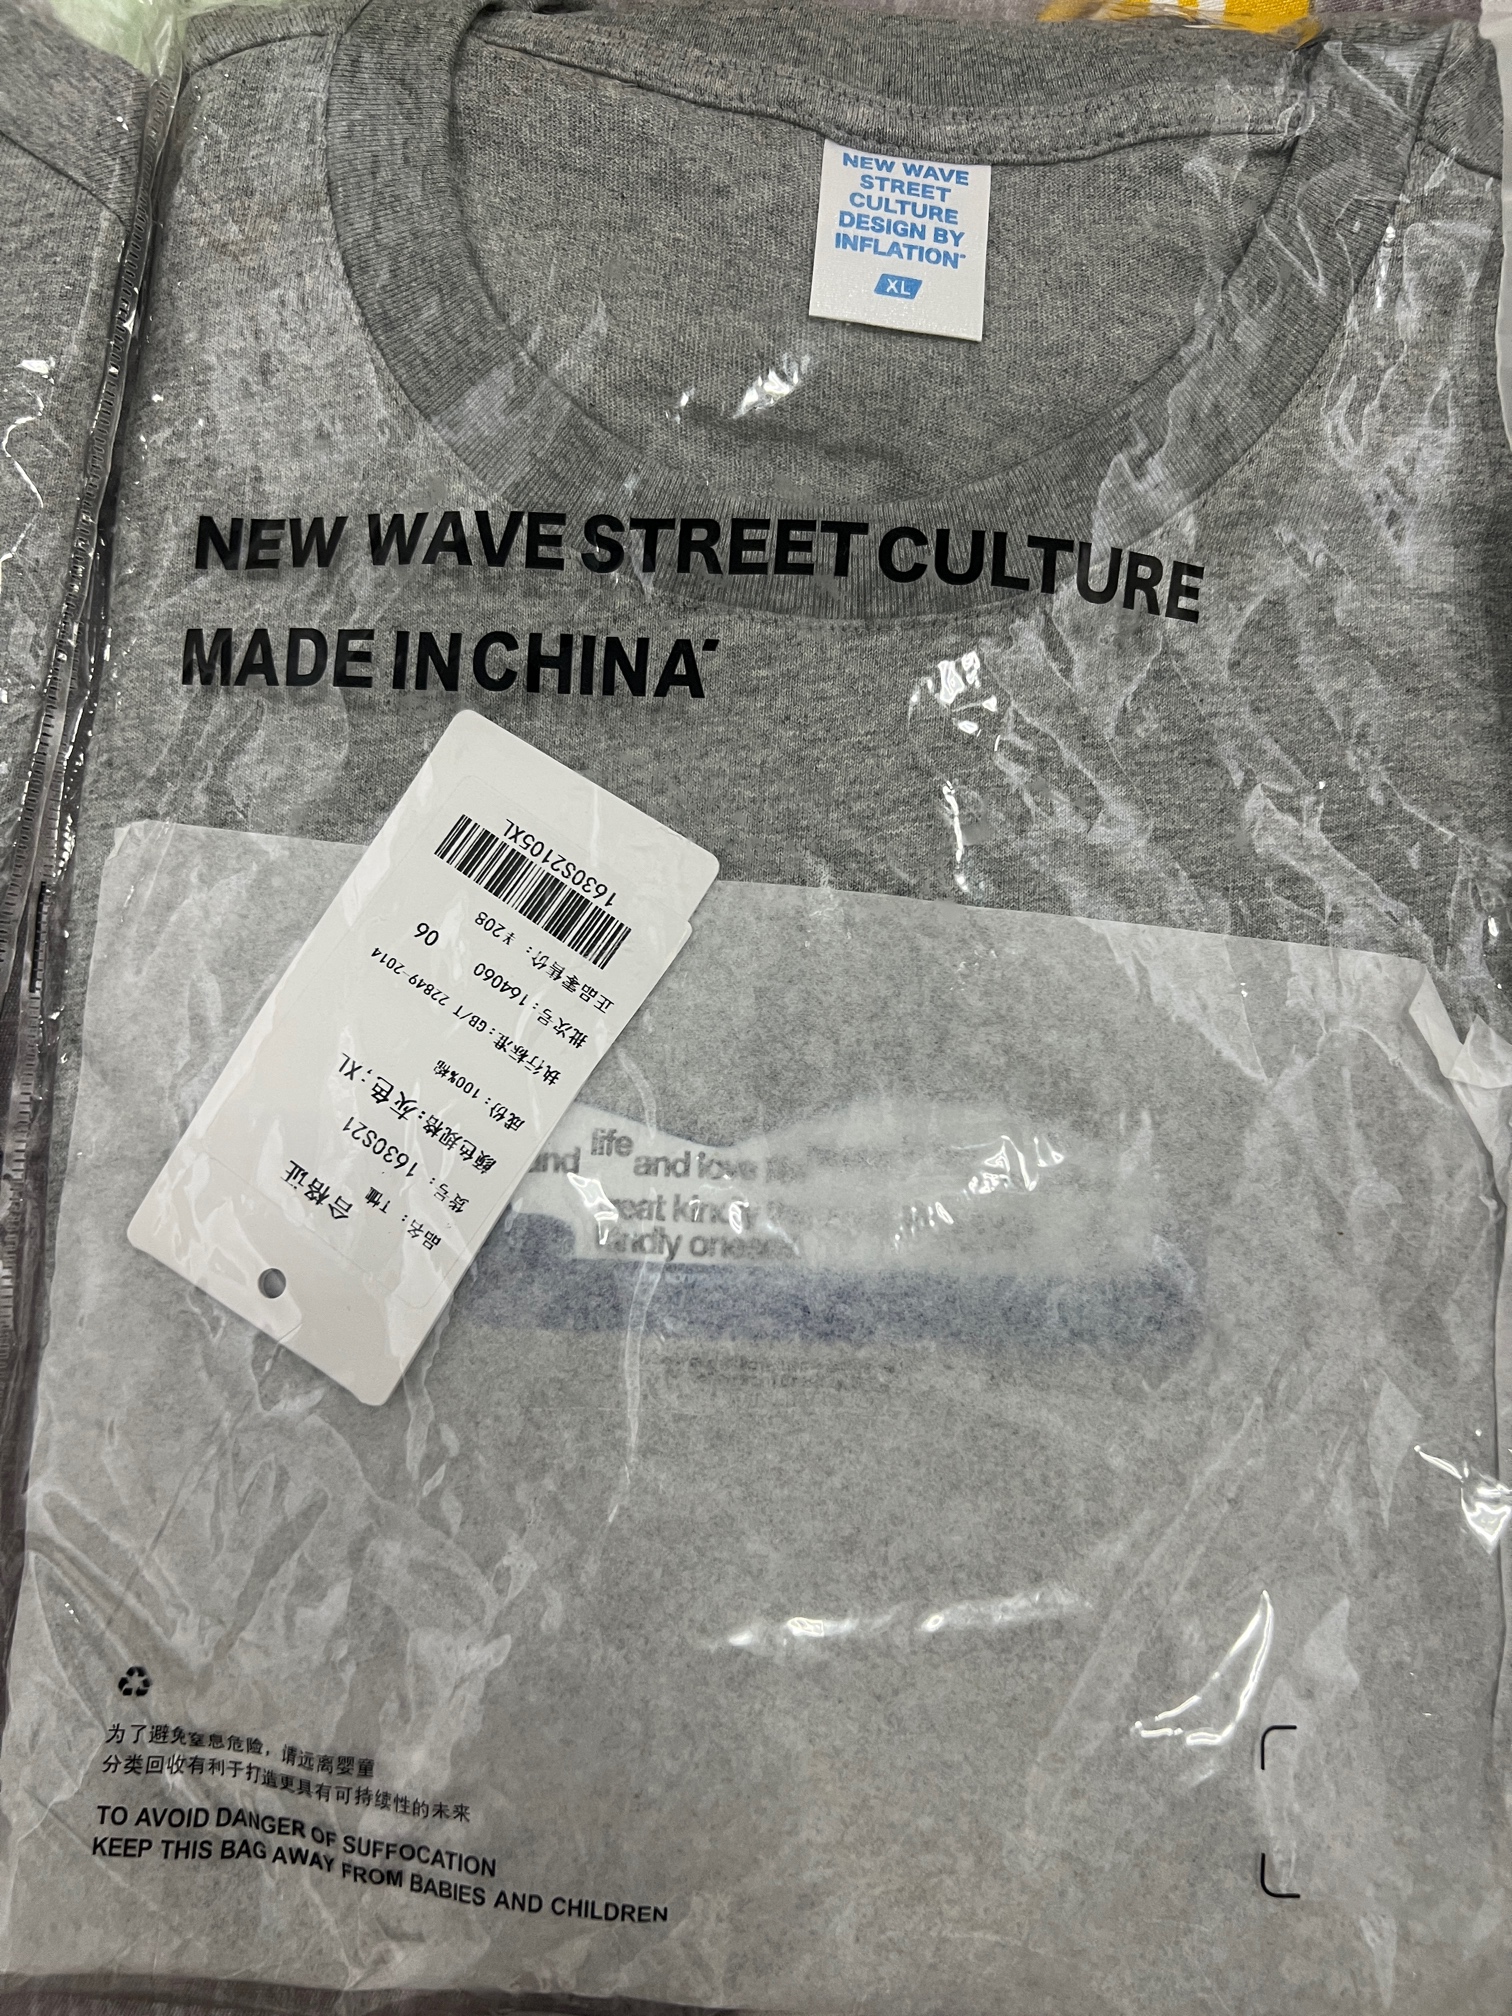 NEW WAVE
STREET
CULTURE
DESIGN BY
INFLATION
XL
NEW WAVE STREET CULTURE
MADE IN CHINA
合格证
品名：T恤
货号：1630S21
颜色规格：灰色;XL
成份：100%棉
执行标准：GB/T 22849-2014
批次号：164060 06
正品零售价：¥208
1630S2105XL
life
and love
kindly
为了避免窒息危险，请远离婴童
分类回收有利于打造更具有可持续性的未来
TO AVOID DANGER OF SUFFOCATION
KEEP THIS BAG AWAY FROM BABIES AND CHILDREN